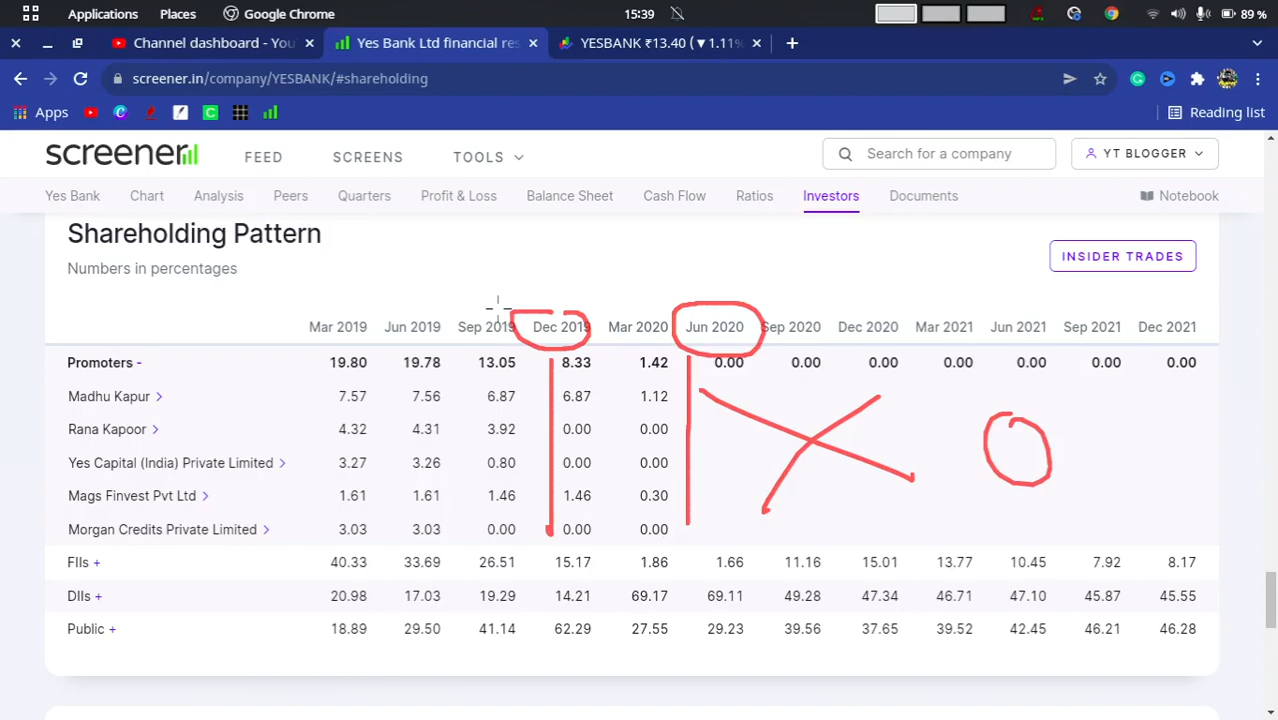 Applications Places Google Chrome 15:39 89 %
Channel dashboard - You Yes Bank Ltd financial res YESBANK ₹13.40 (▼1.11%
screener.in/company/YESBANK/#shareholding
Apps Reading list
screener FEED SCREENS TOOLS Search for a company YT BLOGGER
Yes Bank Chart Analysis Peers Quarters Profit & Loss Balance Sheet Cash Flow Ratios Investors Documents Notebook
Shareholding Pattern
Numbers in percentages
INSIDER TRADES
Mar 2019 Jun 2019 Sep 2019 Dec 2019 Mar 2020 Jun 2020 Sep 2020 Dec 2020 Mar 2021 Jun 2021 Sep 2021 Dec 2021
Promoters - 19.80 19.78 13.05 8.33 1.42 0.00 0.00 0.00 0.00 0.00 0.00 0.00
Madhu Kapur 7.57 7.56 6.87 6.87 1.12
Rana Kapoor 4.32 4.31 3.92 0.00 0.00
Yes Capital (India) Private Limited 3.27 3.26 0.80 0.00 0.00
Mags Finvest Pvt Ltd 1.61 1.61 1.46 1.46 0.30
Morgan Credits Private Limited 3.03 3.03 0.00 0.00 0.00
FIIs + 40.33 33.69 26.51 15.17 1.86 1.66 11.16 15.01 13.77 10.45 7.92 8.17
DIIs + 20.98 17.03 19.29 14.21 69.17 69.11 49.28 47.34 46.71 47.10 45.87 45.55
Public + 18.89 29.50 41.14 62.29 27.55 29.23 39.56 37.65 39.52 42.45 46.21 46.28